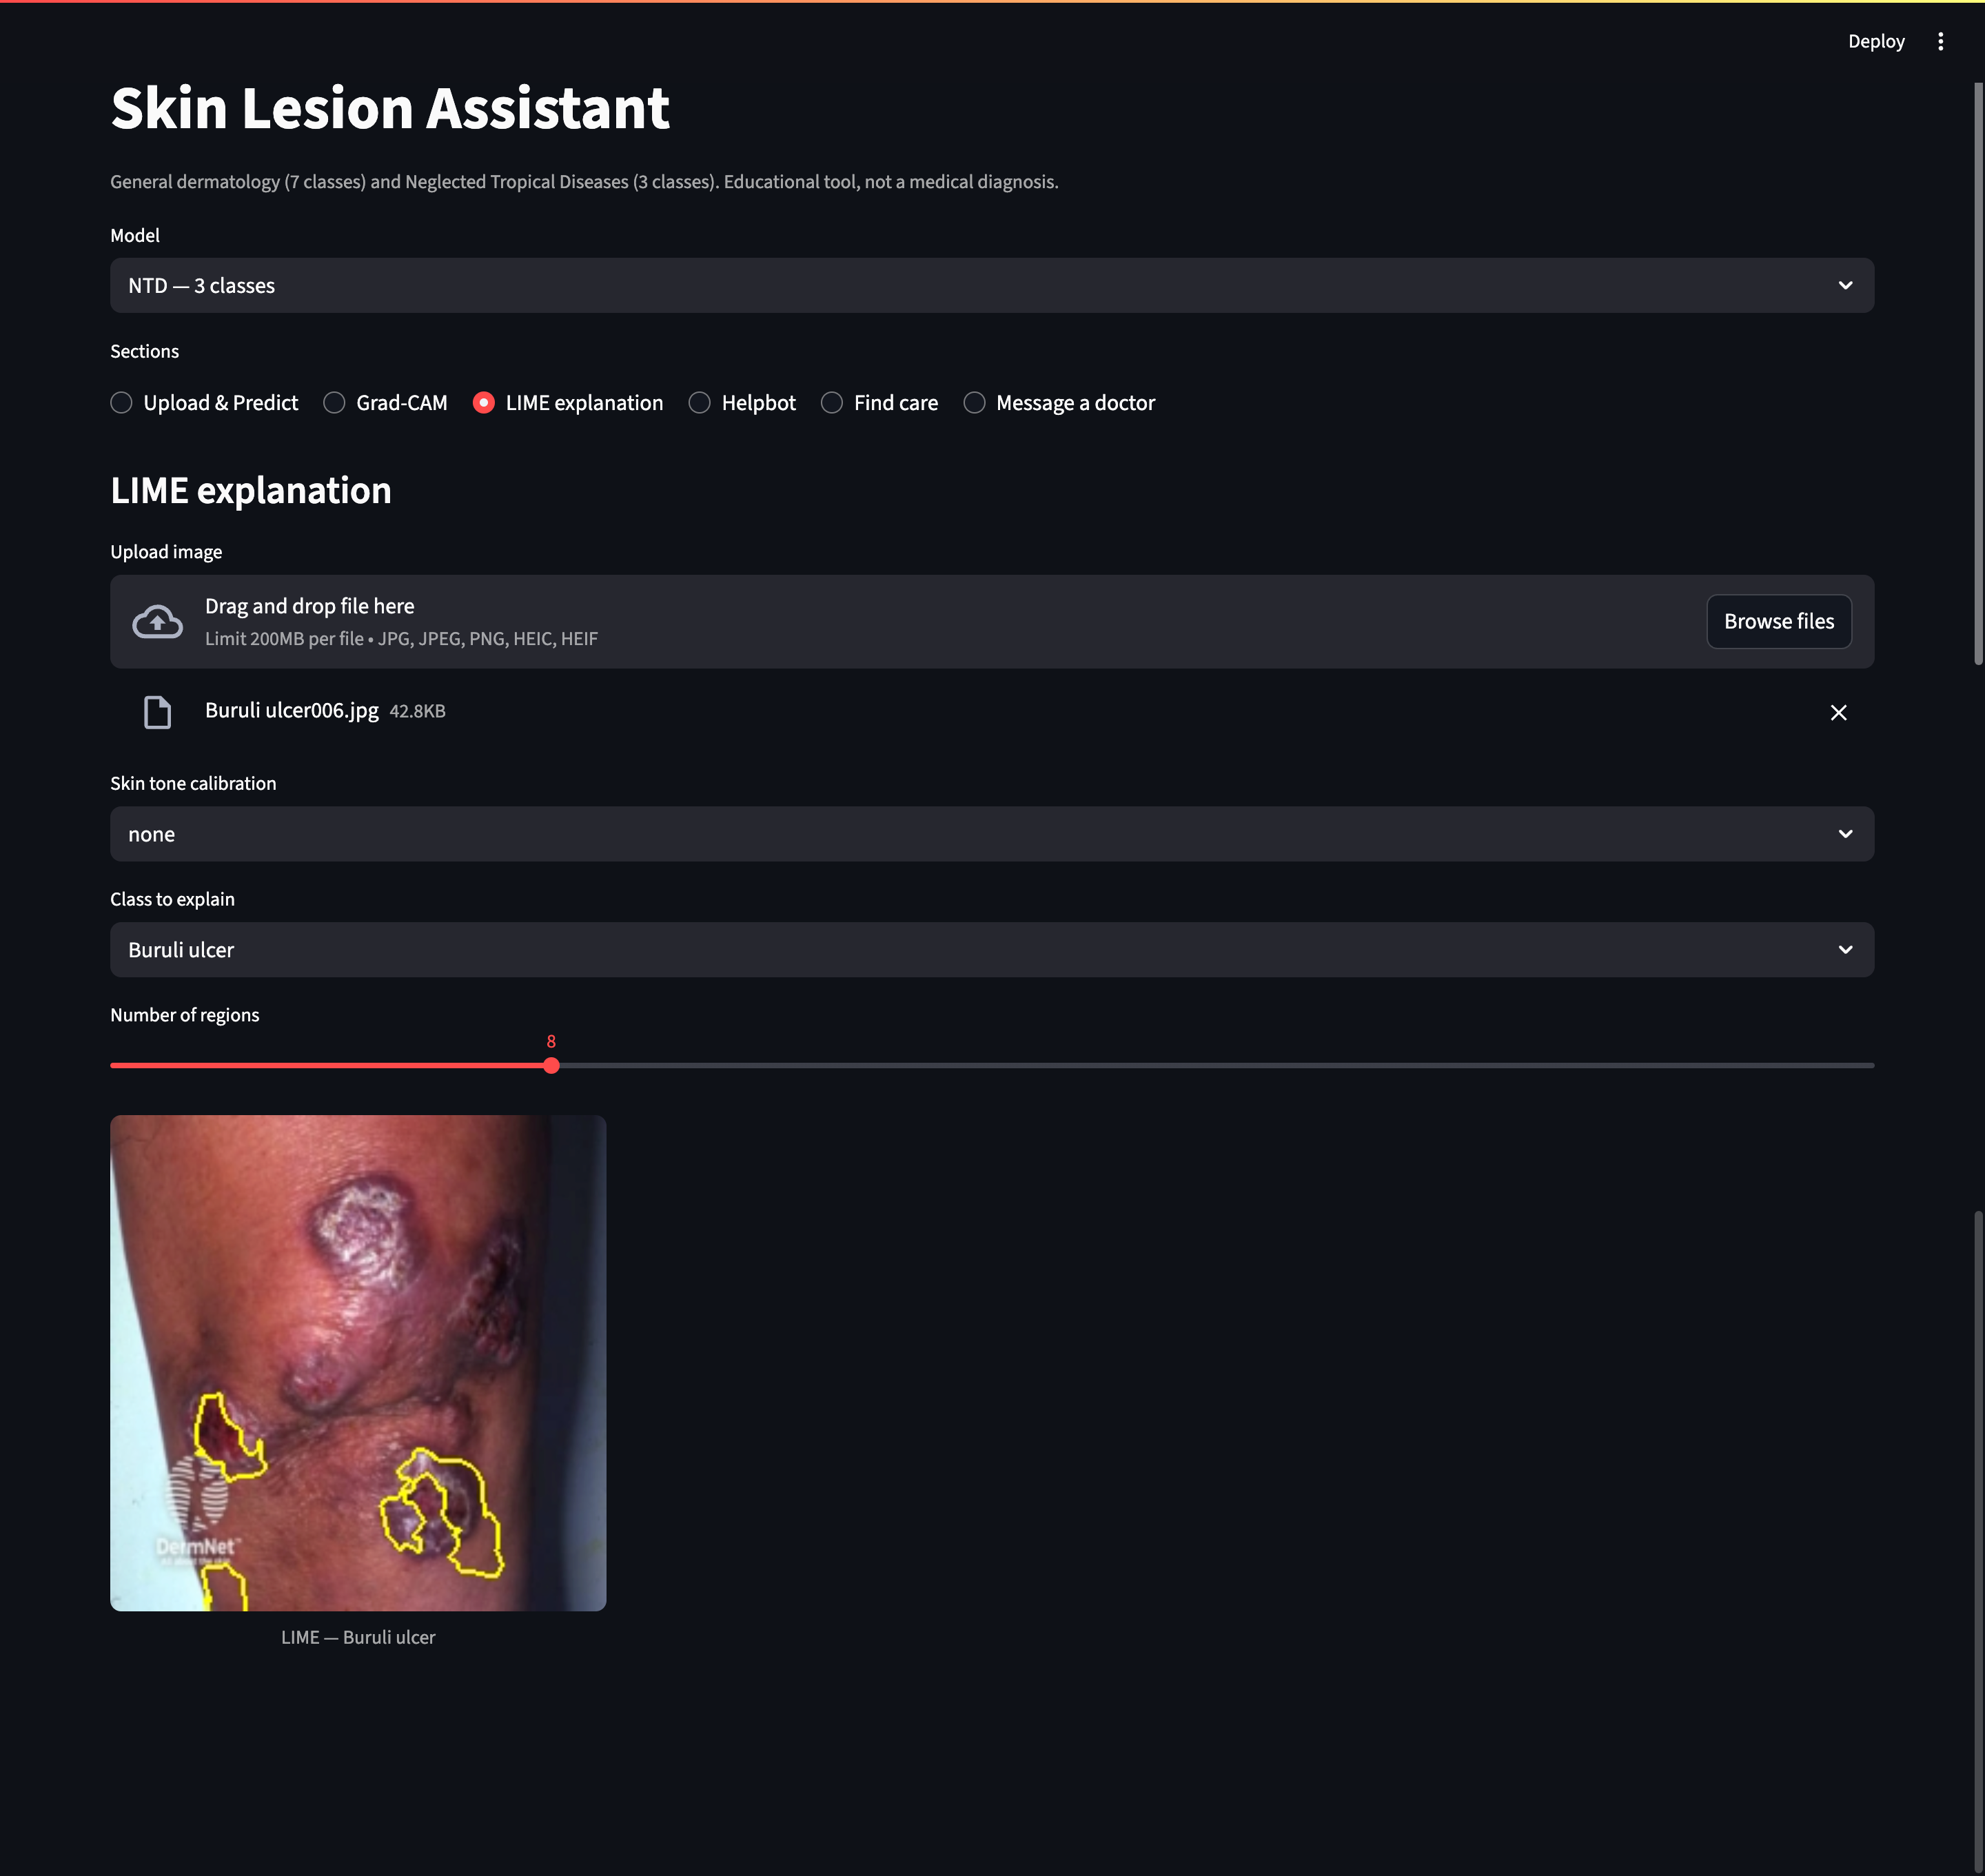 Deploy
Skin Lesion Assistant
General dermatology (7 classes) and Neglected Tropical Diseases (3 classes). Educational tool, not a medical diagnosis.
Model
NTD — 3 classes
Sections
Upload & Predict Grad-CAM LIME explanation Helpbot Find care Message a doctor
LIME explanation
Upload image
Drag and drop file here
Limit 200MB per file • JPG, JPEG, PNG, HEIC, HEIF
Browse files
Buruli ulcer006.jpg 42.8KB
Skin tone calibration
none
Class to explain
Buruli ulcer
Number of regions
8
DermNet™
LIME — Buruli ulcer